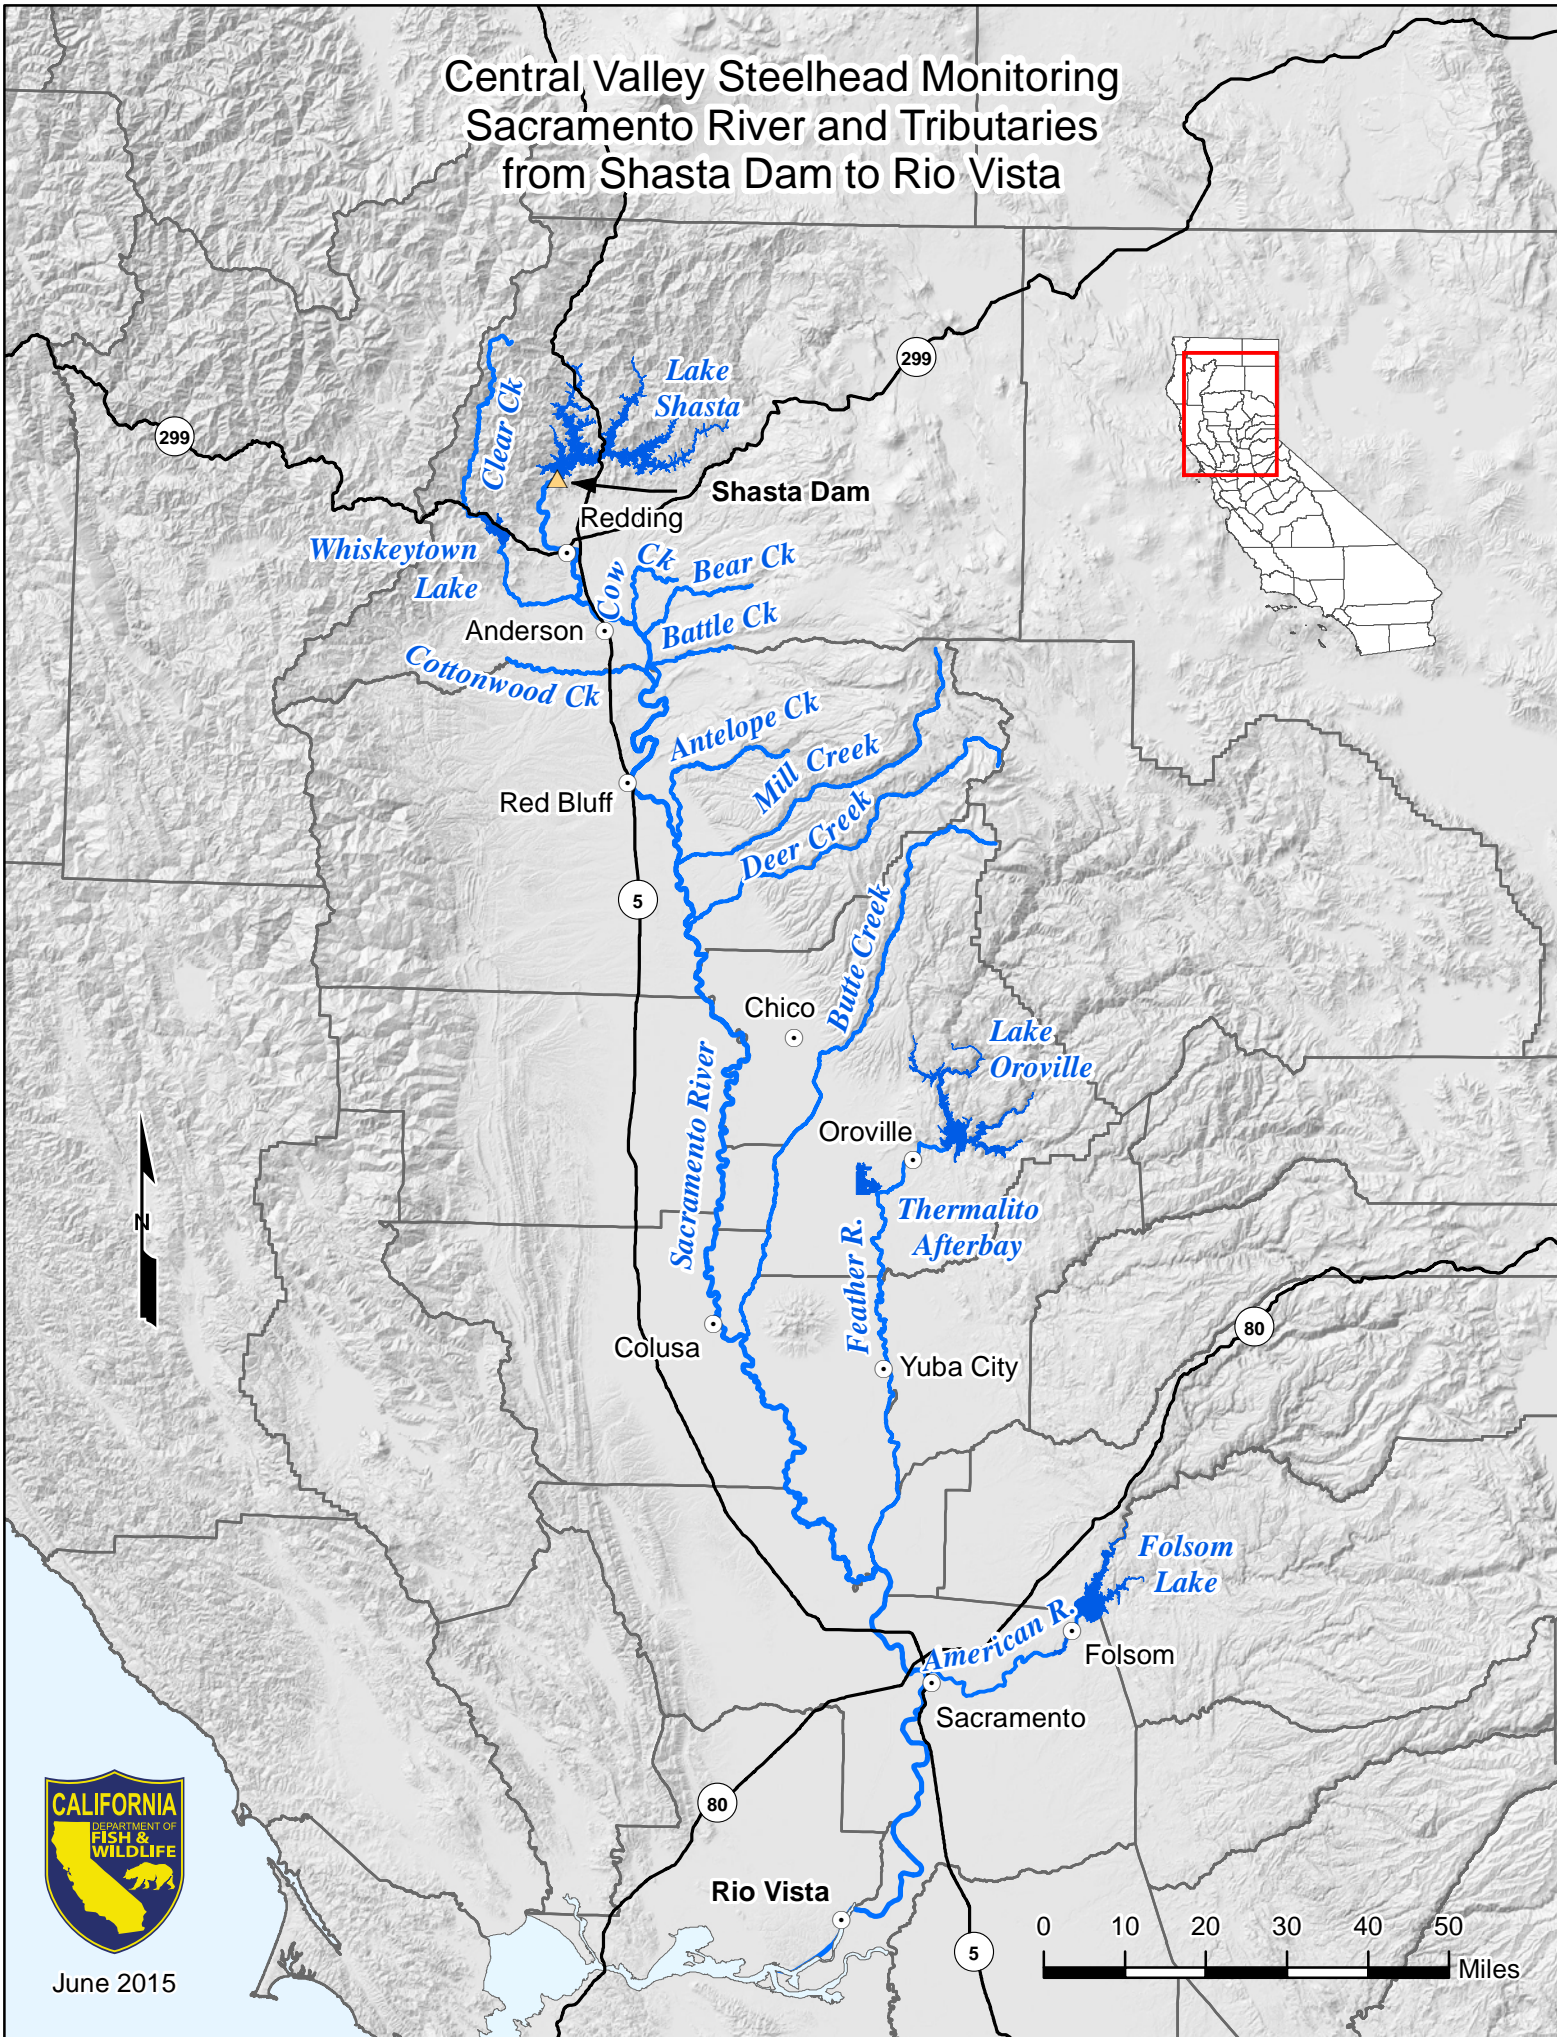 Central Valley Steelhead Monitoring
Sacramento River and Tributaries
from Shasta Dam to Rio Vista
299
299
Lake
Shasta
Clear Ck
Shasta Dam
Redding
Whiskeytown
Lake
Cow Ck
Bear Ck
Anderson
Battle Ck
Cottonwood Ck
Antelope Ck
Mill Creek
Red Bluff
Deer Creek
5
Butte Creek
Chico
Lake
Oroville
Sacramento River
Oroville
Thermalito
Afterbay
N
Feather R.
80
Colusa
Yuba City
Folsom
Lake
American R.
Folsom
Sacramento
80
CALIFORNIA
DEPARTMENT OF
FISH &
WILDLIFE
Rio Vista
5
0 10 20 30 40 50
Miles
June 2015